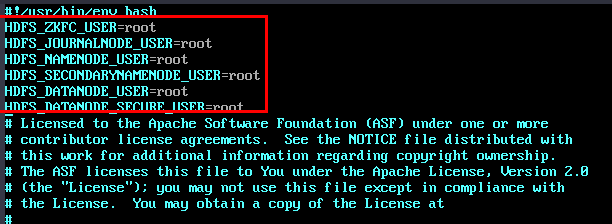 #!/usr/bin/env bash
HDFS_ZKFC_USER=root
HDFS_JOURNALNODE_USER=root
HDFS_NAMENODE_USER=root
HDFS_SECONDARYNAMENODE_USER=root
HDFS_DATANODE_USER=root
HDFS_DATANODE_SECURE_USER=root
# Licensed to the Apache Software Foundation (ASF) under one or more
# contributor license agreements.  See the NOTICE file distributed with
# this work for additional information regarding copyright ownership.
# The ASF licenses this file to You under the Apache License, Version 2.0
# (the "License"); you may not use this file except in compliance with
# the License.  You may obtain a copy of the License at
#